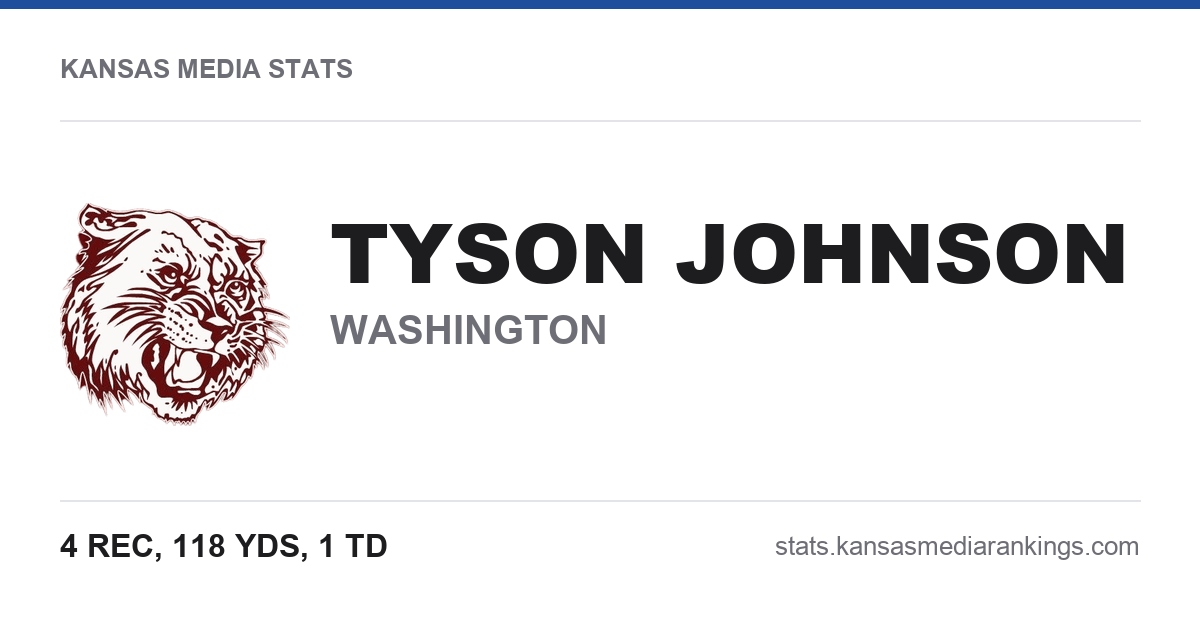 KANSAS MEDIA STATS
TYSON JOHNSON
WASHINGTON
4 REC, 118 YDS, 1 TD
stats.kansasmediarankings.com